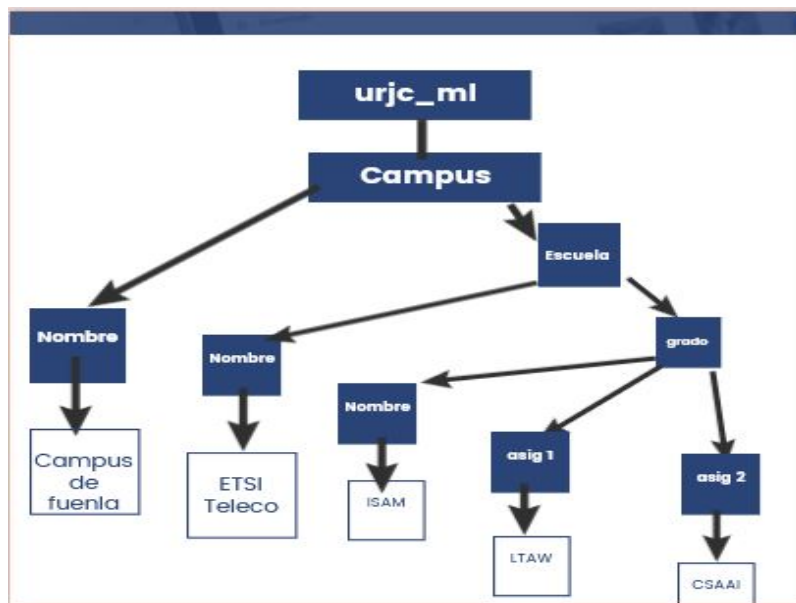 urjc_ml
Campus
Escuela
Nombre
Nombre
grado
Nombre
asig 1
asig 2
Campus
de
fuenla
ETSI
Teleco
ISAM
LTAW
CSAAI